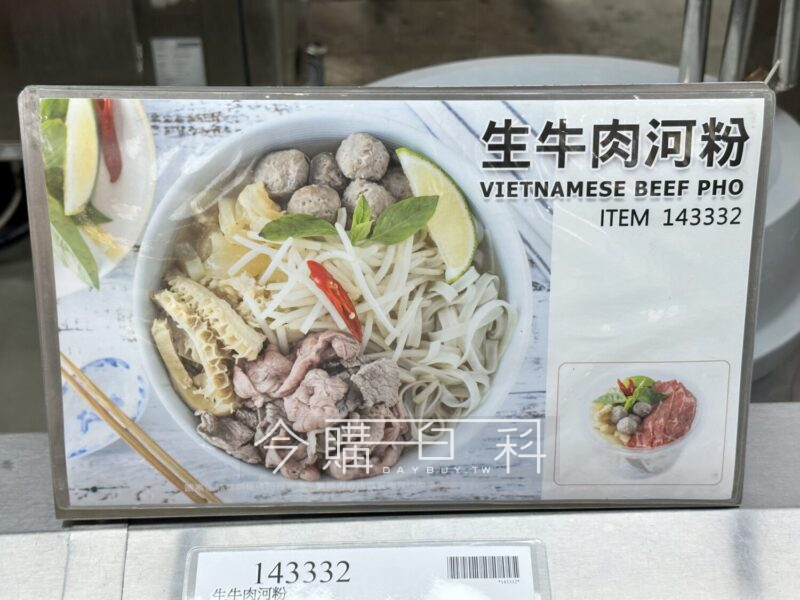 生牛肉河粉
VIETNAMESE BEEF PHO
ITEM 143332
今購百科
DAYBUY.TW
143332
*143332*
生牛肉河粉